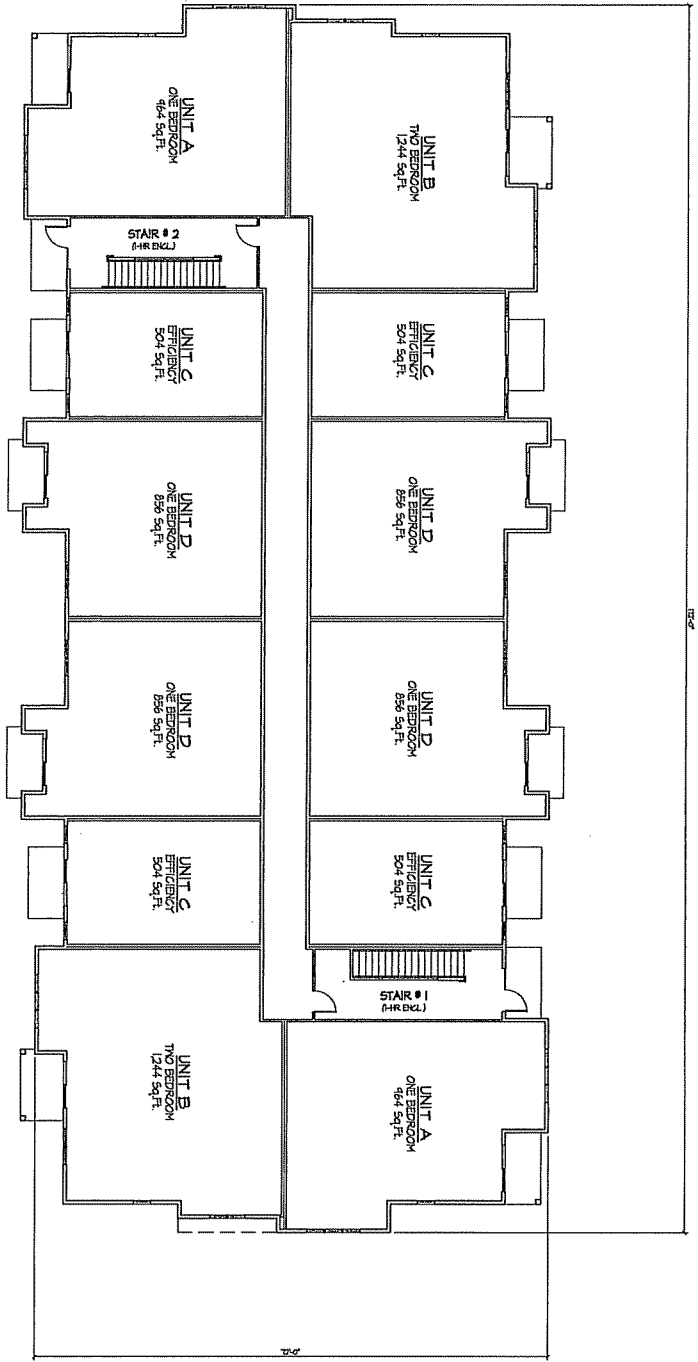 UNIT A
ONE BEDROOM
964 Sq.Ft.
UNIT B
TWO BEDROOM
1,244 Sq.Ft.
STAIR # 2
(1-HR ENCL.)
UNIT C
EFFICIENCY
504 Sq.Ft.
UNIT C
EFFICIENCY
504 Sq.Ft.
UNIT D
ONE BEDROOM
856 Sq.Ft.
UNIT D
ONE BEDROOM
856 Sq.Ft.
UNIT D
ONE BEDROOM
856 Sq.Ft.
UNIT D
ONE BEDROOM
856 Sq.Ft.
UNIT C
EFFICIENCY
504 Sq.Ft.
UNIT C
EFFICIENCY
504 Sq.Ft.
STAIR # 1
(1-HR ENCL.)
UNIT B
TWO BEDROOM
1,244 Sq.Ft.
UNIT A
ONE BEDROOM
964 Sq.Ft.